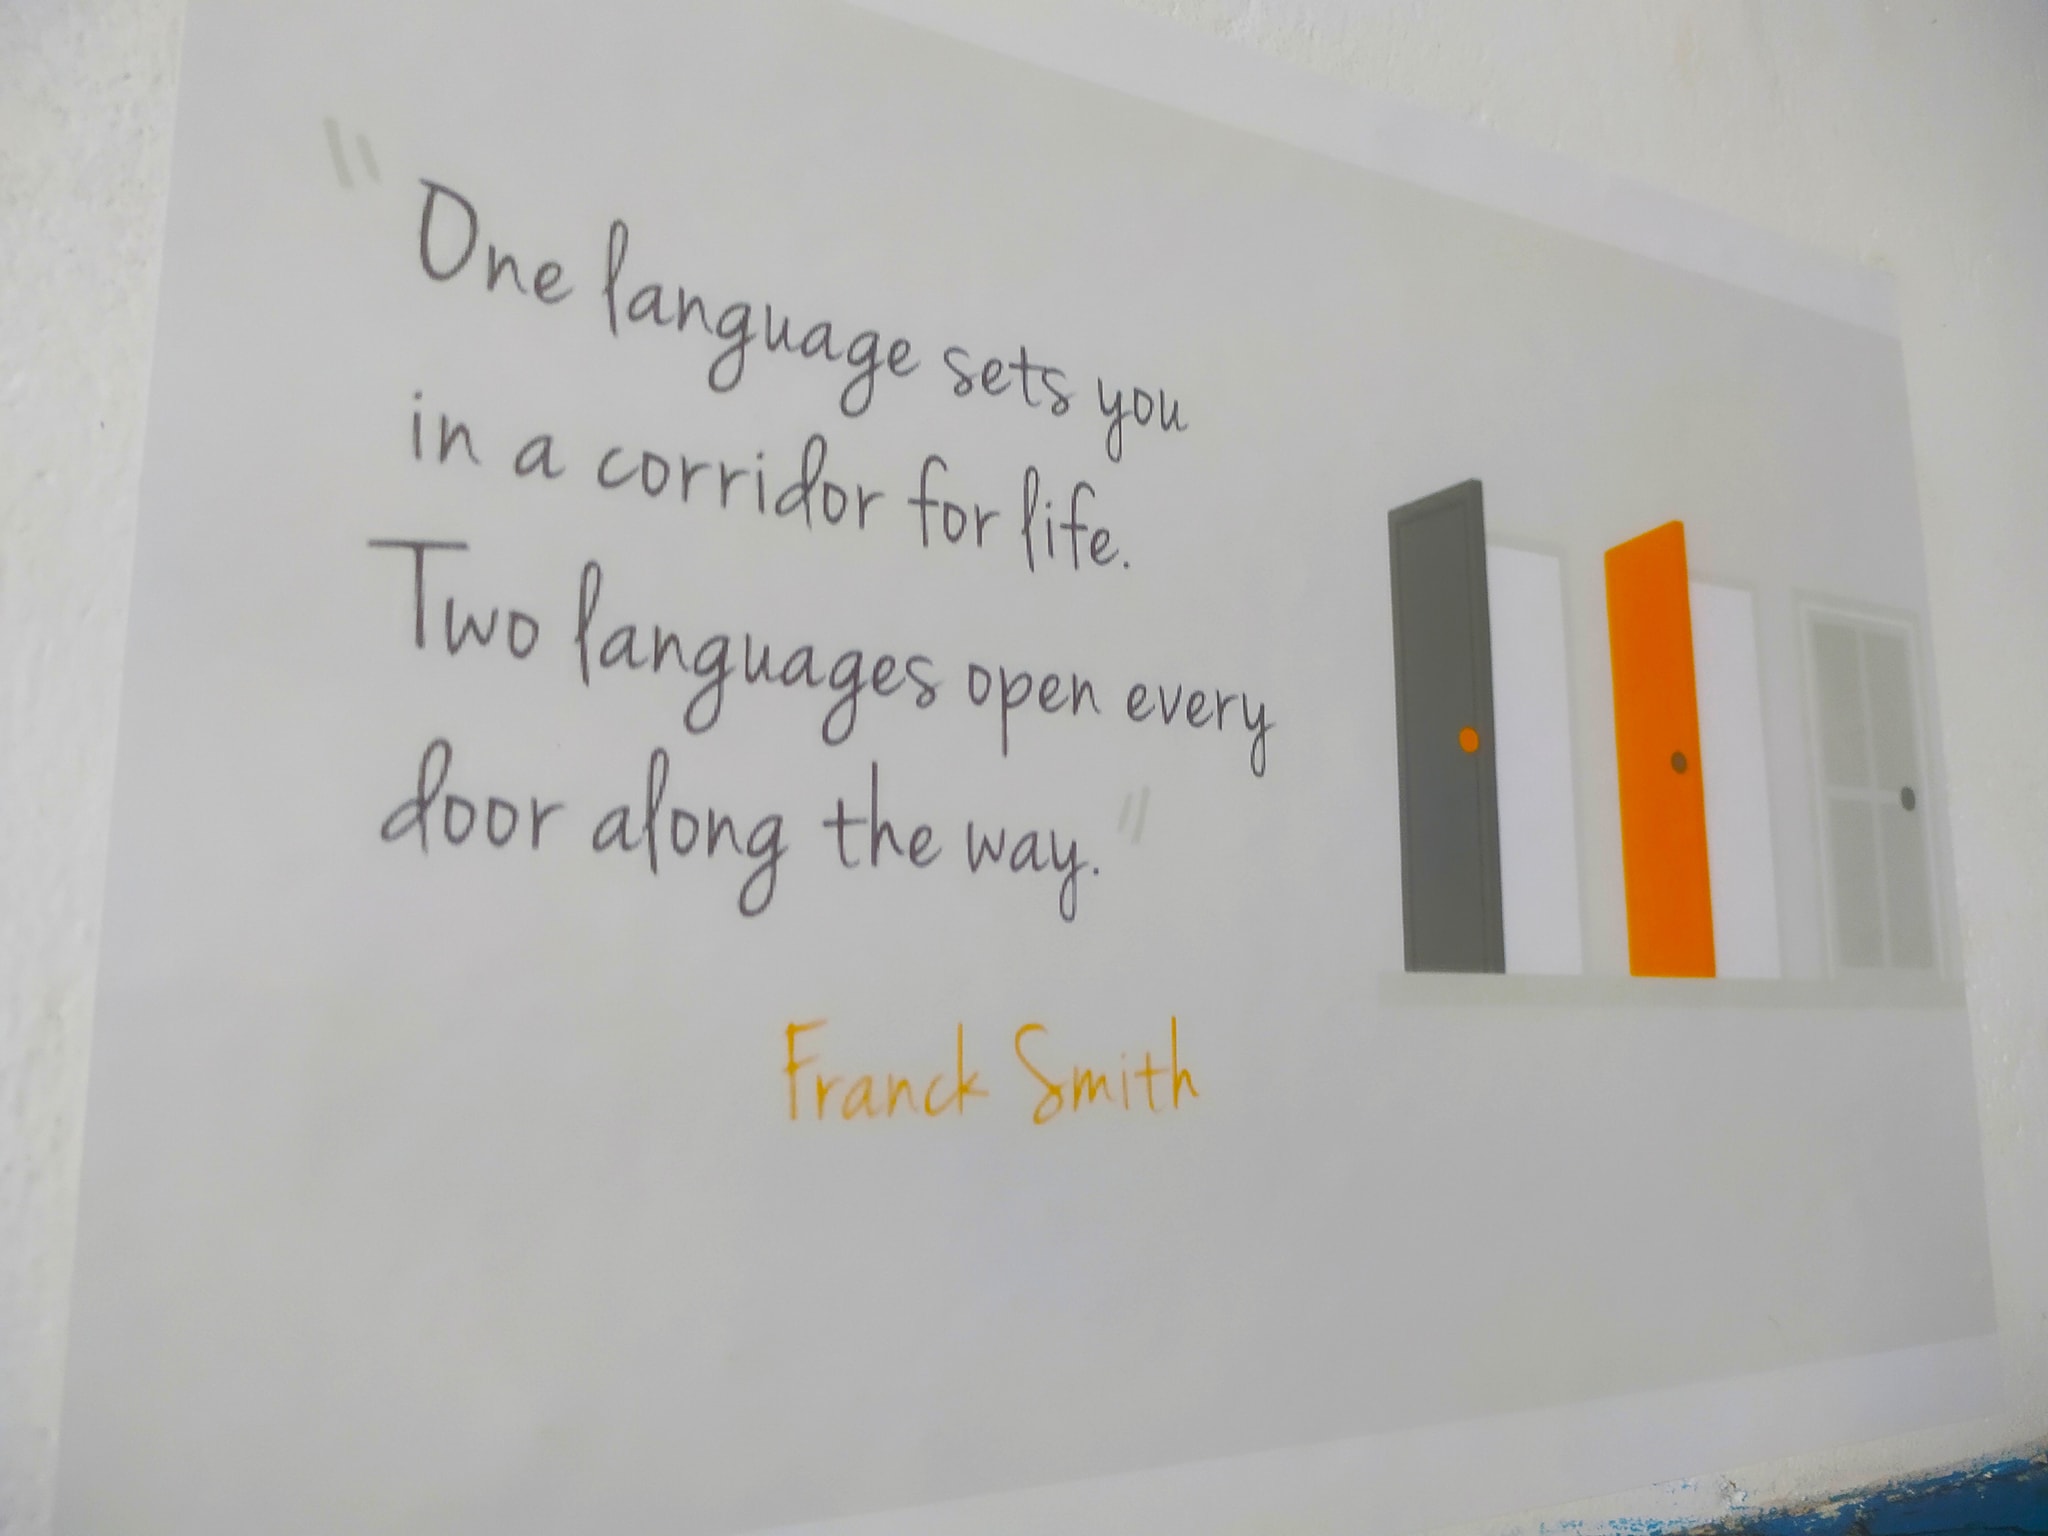 "One language sets you
in a corridor for life.
Two languages open every
door along the way."
Franck Smith